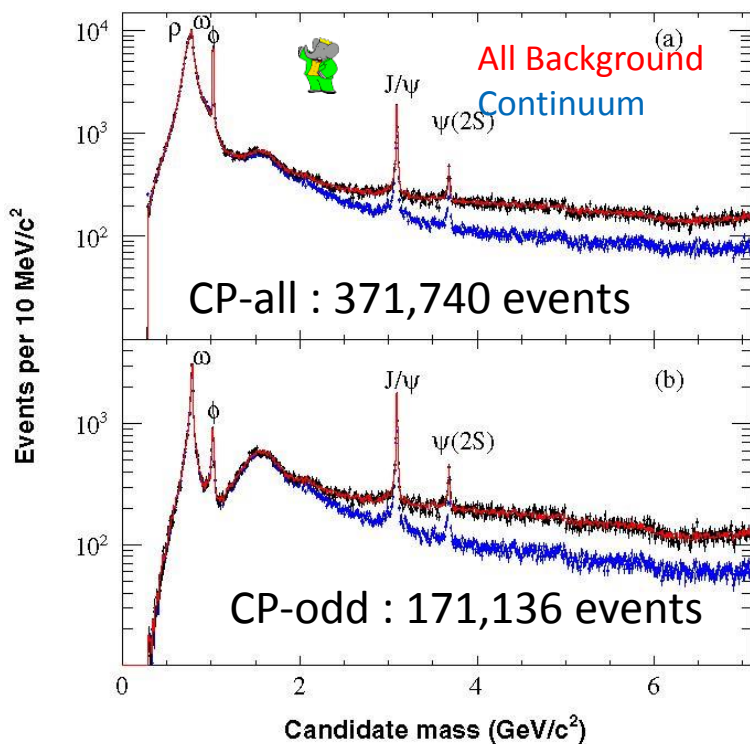 10⁴
10³
10²
ρ
ω
ϕ
(a)
All Background
Continuum
J/ψ
ψ(2S)
CP-all : 371,740 events
Events per 10 MeV/c²
10³
10²
ω
ϕ
(b)
J/ψ
ψ(2S)
CP-odd : 171,136 events
0 2 4 6
Candidate mass (GeV/c²)